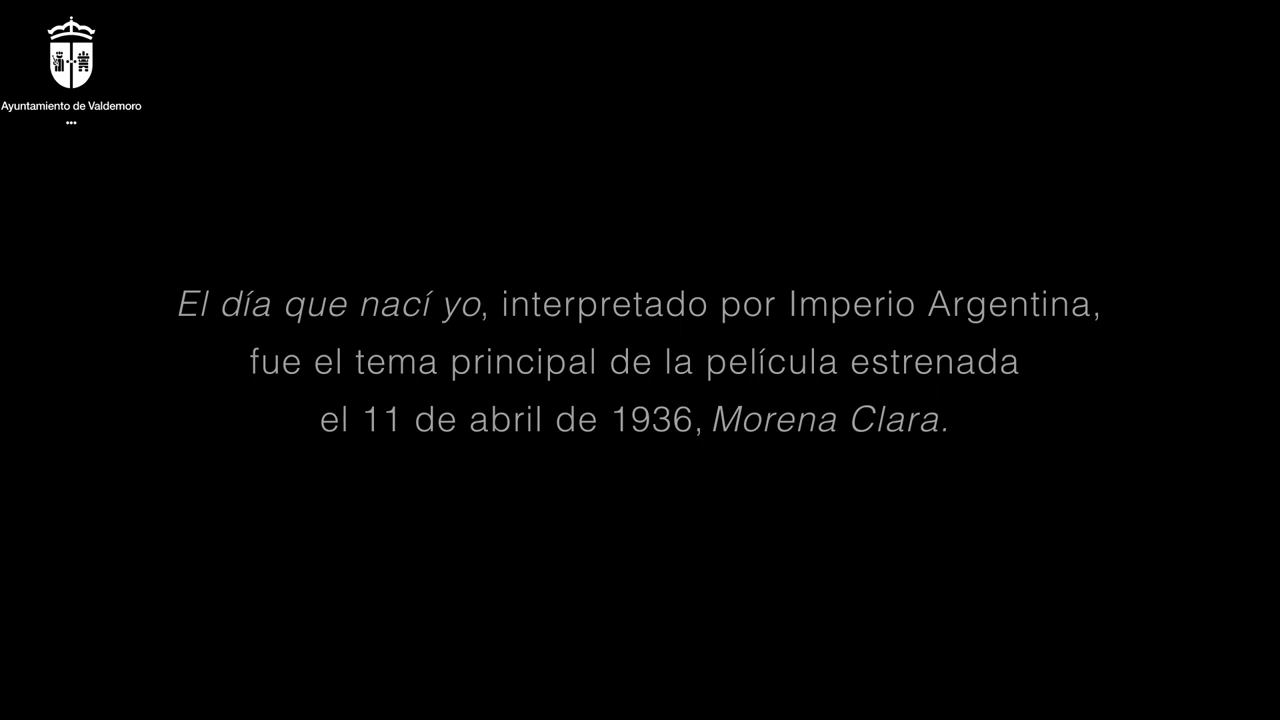 Ayuntamiento de Valdemoro
El día que nací yo, interpretado por Imperio Argentina,
fue el tema principal de la película estrenada
el 11 de abril de 1936, Morena Clara.